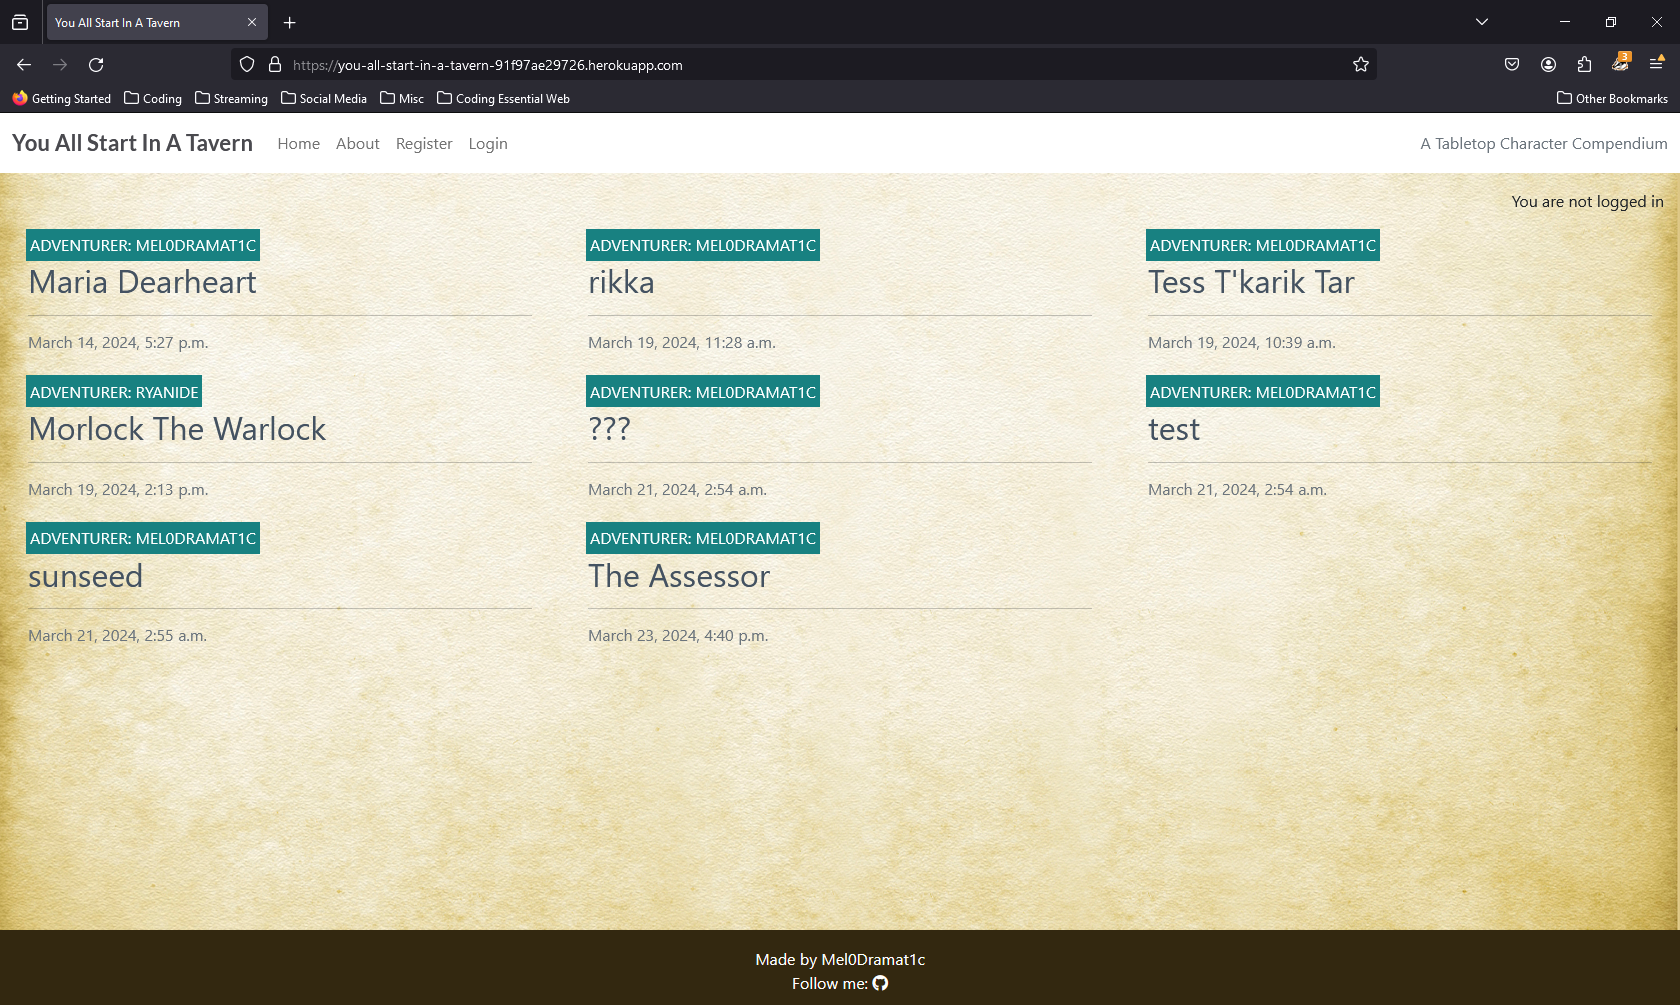 You All Start In A Tavern
https://you-all-start-in-a-tavern-91f97ae29726.herokuapp.com
3
Getting Started Coding Streaming Social Media Misc Coding Essential Web Other Bookmarks
You All Start In A Tavern Home About Register Login A Tabletop Character Compendium
You are not logged in
ADVENTURER: MEL0DRAMAT1C ADVENTURER: MEL0DRAMAT1C ADVENTURER: MEL0DRAMAT1C
Maria Dearheart rikka Tess T'karik Tar
March 14, 2024, 5:27 p.m. March 19, 2024, 11:28 a.m. March 19, 2024, 10:39 a.m.
ADVENTURER: RYANIDE ADVENTURER: MEL0DRAMAT1C ADVENTURER: MEL0DRAMAT1C
Morlock The Warlock ??? test
March 19, 2024, 2:13 p.m. March 21, 2024, 2:54 a.m. March 21, 2024, 2:54 a.m.
ADVENTURER: MEL0DRAMAT1C ADVENTURER: MEL0DRAMAT1C
sunseed The Assessor
March 21, 2024, 2:55 a.m. March 23, 2024, 4:40 p.m.
Made by Mel0Dramat1c
Follow me: